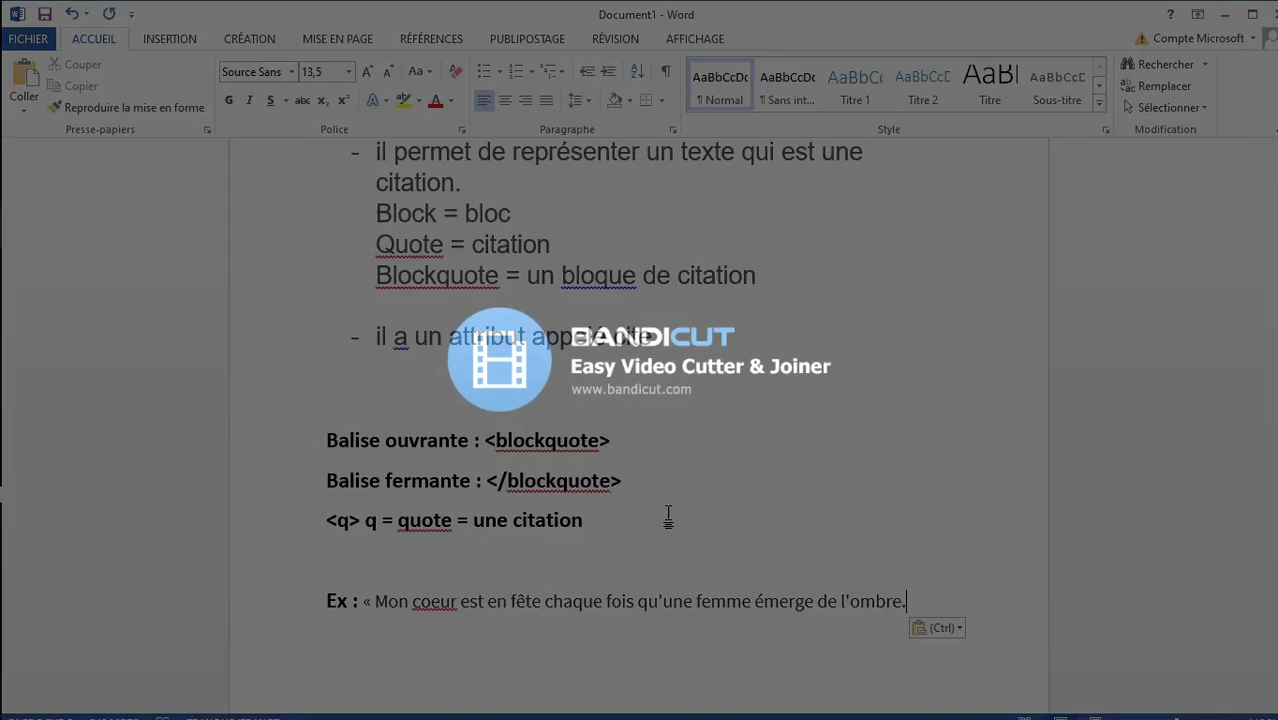 Document1 - Word
FICHIER ACCUEIL INSERTION CRÉATION MISE EN PAGE RÉFÉRENCES PUBLIPOSTAGE RÉVISION AFFICHAGE Compte Microsoft
Coller
Couper
Copier
Reproduire la mise en forme
Presse-papiers
Source Sans 13,5
G I S abc x₂ x²
Police
Paragraphe
AaBbCcDc AaBbCcDc AaBbCc AaBbCcD AaBl AaBbCcD
¶ Normal ¶ Sans int... Titre 1 Titre 2 Titre Sous-titre
Style
Rechercher
Remplacer
Sélectionner
Modification
- il permet de représenter un texte qui est une
citation.
Block = bloc
Quote = citation
Blockquote = un bloque de citation
- il a un attribut cite
BANDICUT
Easy Video Cutter & Joiner
www.bandicut.com
Balise ouvrante : <blockquote>
Balise fermante : </blockquote>
<q> q = quote = une citation
Ex : « Mon coeur est en fête chaque fois qu'une femme émerge de l'ombre.
(Ctrl)